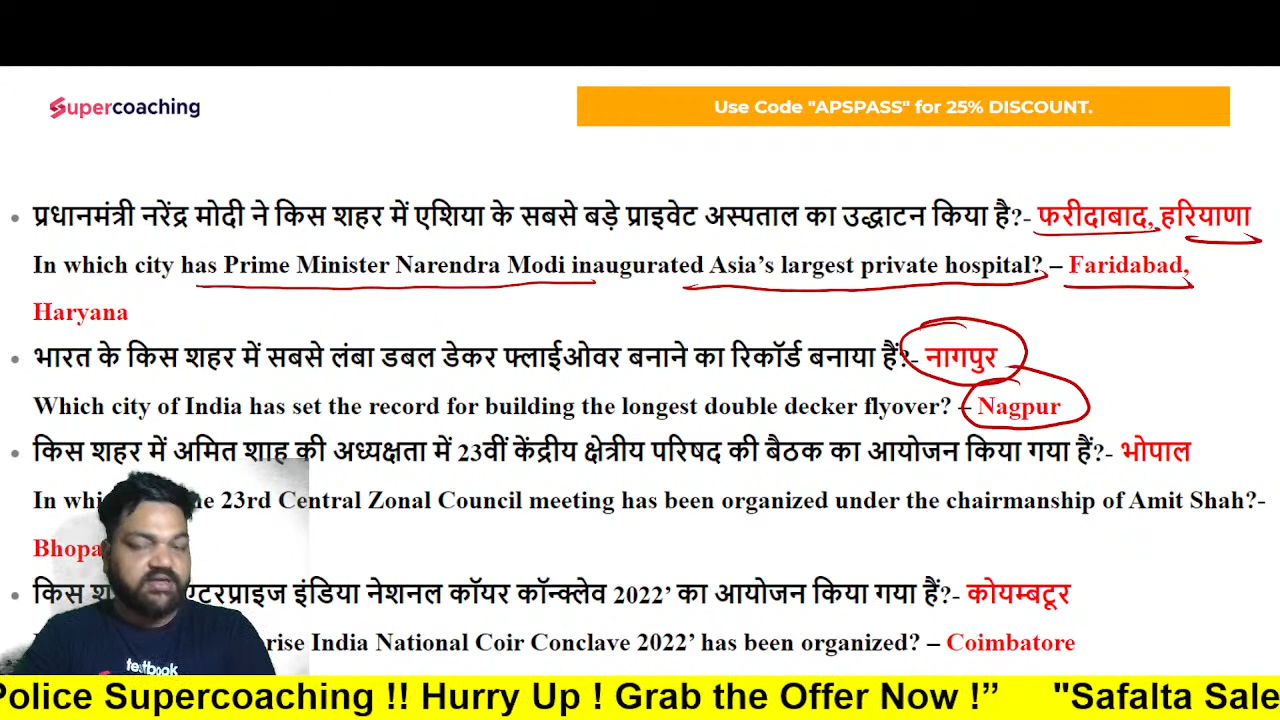 Supercoaching
Use Code "APSPASS" for 25% DISCOUNT.
प्रधानमंत्री नरेंद्र मोदी ने किस शहर में एशिया के सबसे बड़े प्राइवेट अस्पताल का उद्घाटन किया है?- फरीदाबाद, हरियाणा
In which city has Prime Minister Narendra Modi inaugurated Asia's largest private hospital? – Faridabad,
Haryana
भारत के किस शहर में सबसे लंबा डबल डेकर फ्लाईओवर बनाने का रिकॉर्ड बनाया हैं?- नागपुर
Which city of India has set the record for building the longest double decker flyover? – Nagpur
किस शहर में अमित शाह की अध्यक्षता में 23वीं केंद्रीय क्षेत्रीय परिषद की बैठक का आयोजन किया गया हैं?- भोपाल
In 23rd Central Zonal Council meeting has been organized under the chairmanship of Amit Shah?-
किस इंडिया नेशनल कॉयर कॉन्क्लेव 2022’ का आयोजन किया गया हैं?- कोयम्बटूर
India National Coir Conclave 2022’ has been organized? – Coimbatore
textbook
Police Supercoaching !! Hurry Up ! Grab the Offer Now !” "Safalta Sale